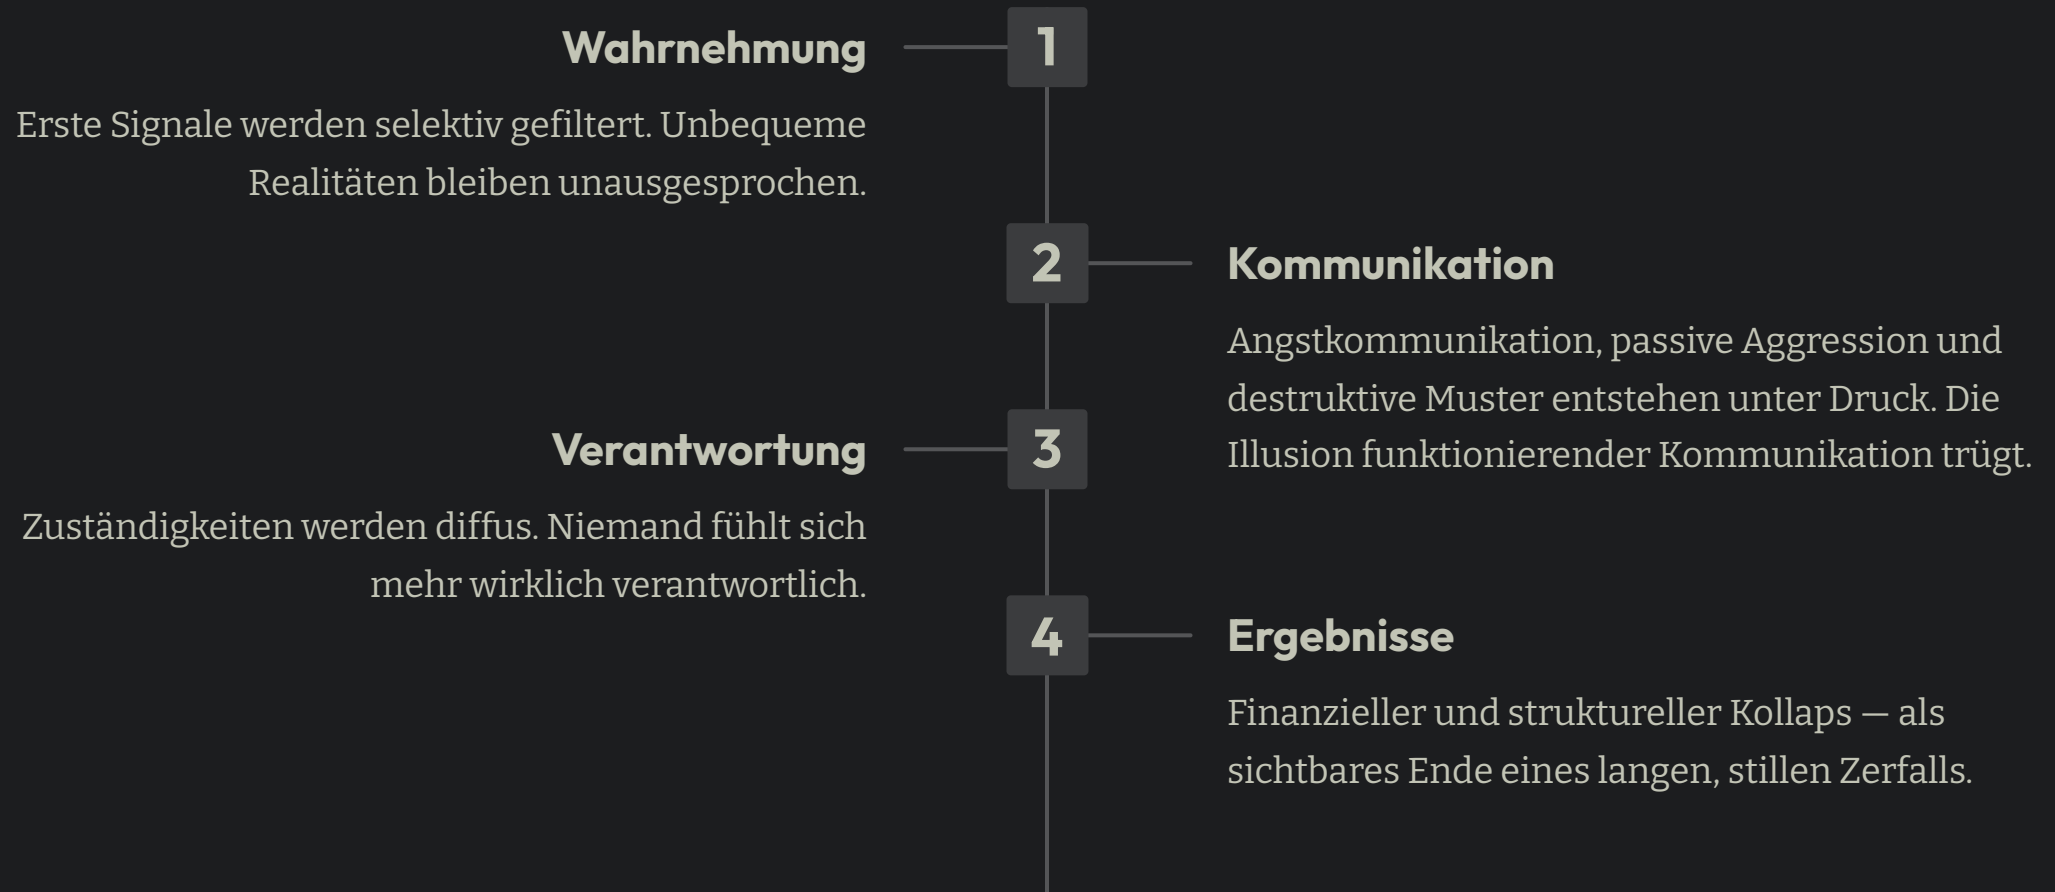 Wahrnehmung
1
Erste Signale werden selektiv gefiltert. Unbequeme
Realitäten bleiben unausgesprochen.
2
Kommunikation
Angstkommunikation, passive Aggression und
destruktive Muster entstehen unter Druck. Die
Illusion funktionierender Kommunikation trügt.
Verantwortung
3
Zuständigkeiten werden diffus. Niemand fühlt sich
mehr wirklich verantwortlich.
4
Ergebnisse
Finanzieller und struktureller Kollaps — als
sichtbares Ende eines langen, stillen Zerfalls.